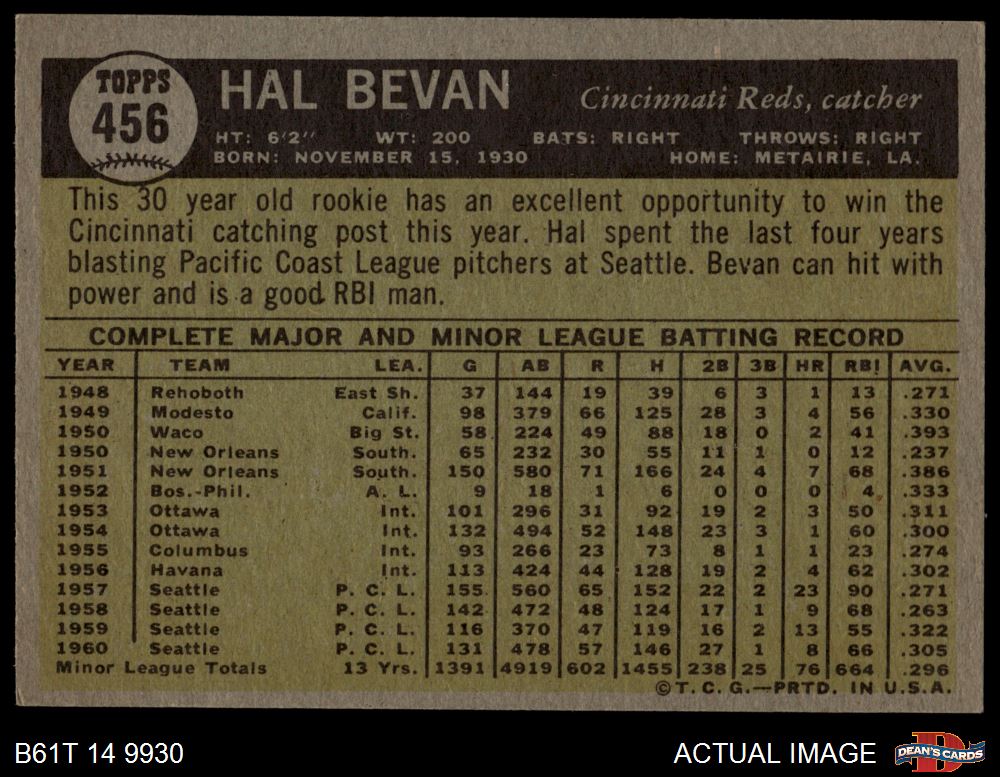 TOPPS
456
HAL BEVAN
Cincinnati Reds, catcher
HT: 6'2" WT: 200 BATS: RIGHT THROWS: RIGHT
BORN: NOVEMBER 15, 1930 HOME: METAIRIE, LA.
This 30 year old rookie has an excellent opportunity to win the
Cincinnati catching post this year. Hal spent the last four years
blasting Pacific Coast League pitchers at Seattle. Bevan can hit with
power and is a good RBI man.
COMPLETE MAJOR AND MINOR LEAGUE BATTING RECORD
YEAR TEAM LEA. G AB R H 2B 3B HR RBI AVG.
1948 Rehoboth East Sh. 37 144 19 39 6 3 1 13 .271
1949 Modesto Calif. 98 379 66 125 28 3 4 56 .330
1950 Waco Big St. 58 224 49 88 18 0 2 41 .393
1950 New Orleans South. 65 232 30 55 11 1 0 12 .237
1951 New Orleans South. 150 580 71 166 24 4 7 68 .386
1952 Bos.-Phil. A. L. 9 18 1 6 0 0 0 4 .333
1953 Ottawa Int. 101 296 31 92 19 2 3 50 .311
1954 Ottawa Int. 132 494 52 148 23 3 1 60 .300
1955 Columbus Int. 93 266 23 73 8 1 1 23 .274
1956 Havana Int. 113 424 44 128 19 2 4 62 .302
1957 Seattle P. C. L. 155 560 65 152 22 2 23 90 .271
1958 Seattle P. C. L. 142 472 48 124 17 1 9 68 .263
1959 Seattle P. C. L. 116 370 47 119 16 2 13 55 .322
1960 Seattle P. C. L. 131 478 57 146 27 1 8 66 .305
Minor League Totals 13 Yrs. 1391 4919 602 1455 238 25 76 664 .296
©T. C. G.—PRTD. IN U.S.A.
B61T 14 9930
ACTUAL IMAGE
DEAN'S CARDS